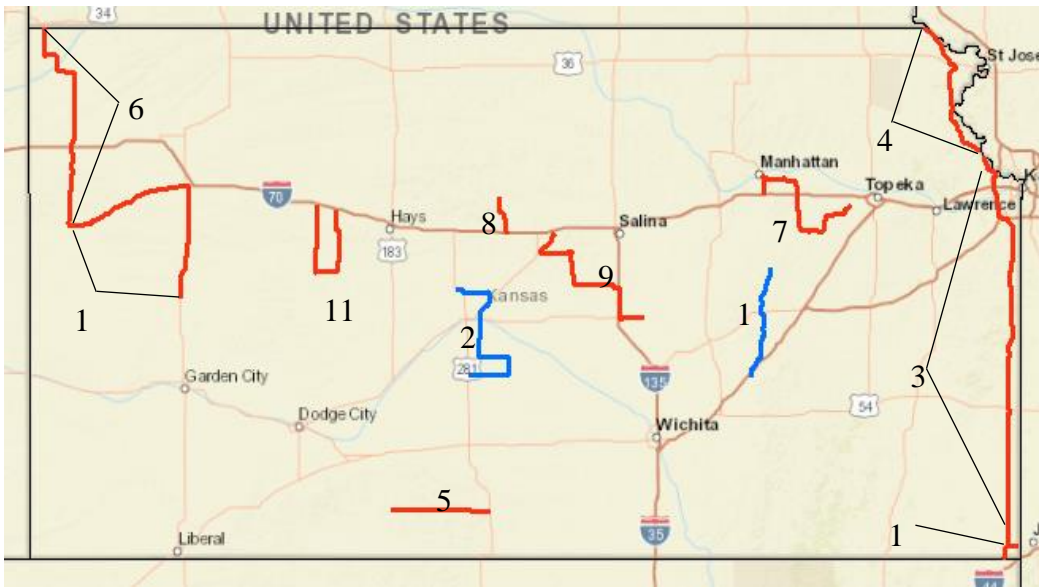 34
UNITED STATES
36
St Jose
6
4
Manhattan
70
Topeka
Hays
8
Salina
Lawrence
183
7
9
Kansas
1
11
2
1
281
Garden City
135
3
54
Dodge City
Wichita
5
Liberal
35
1
44